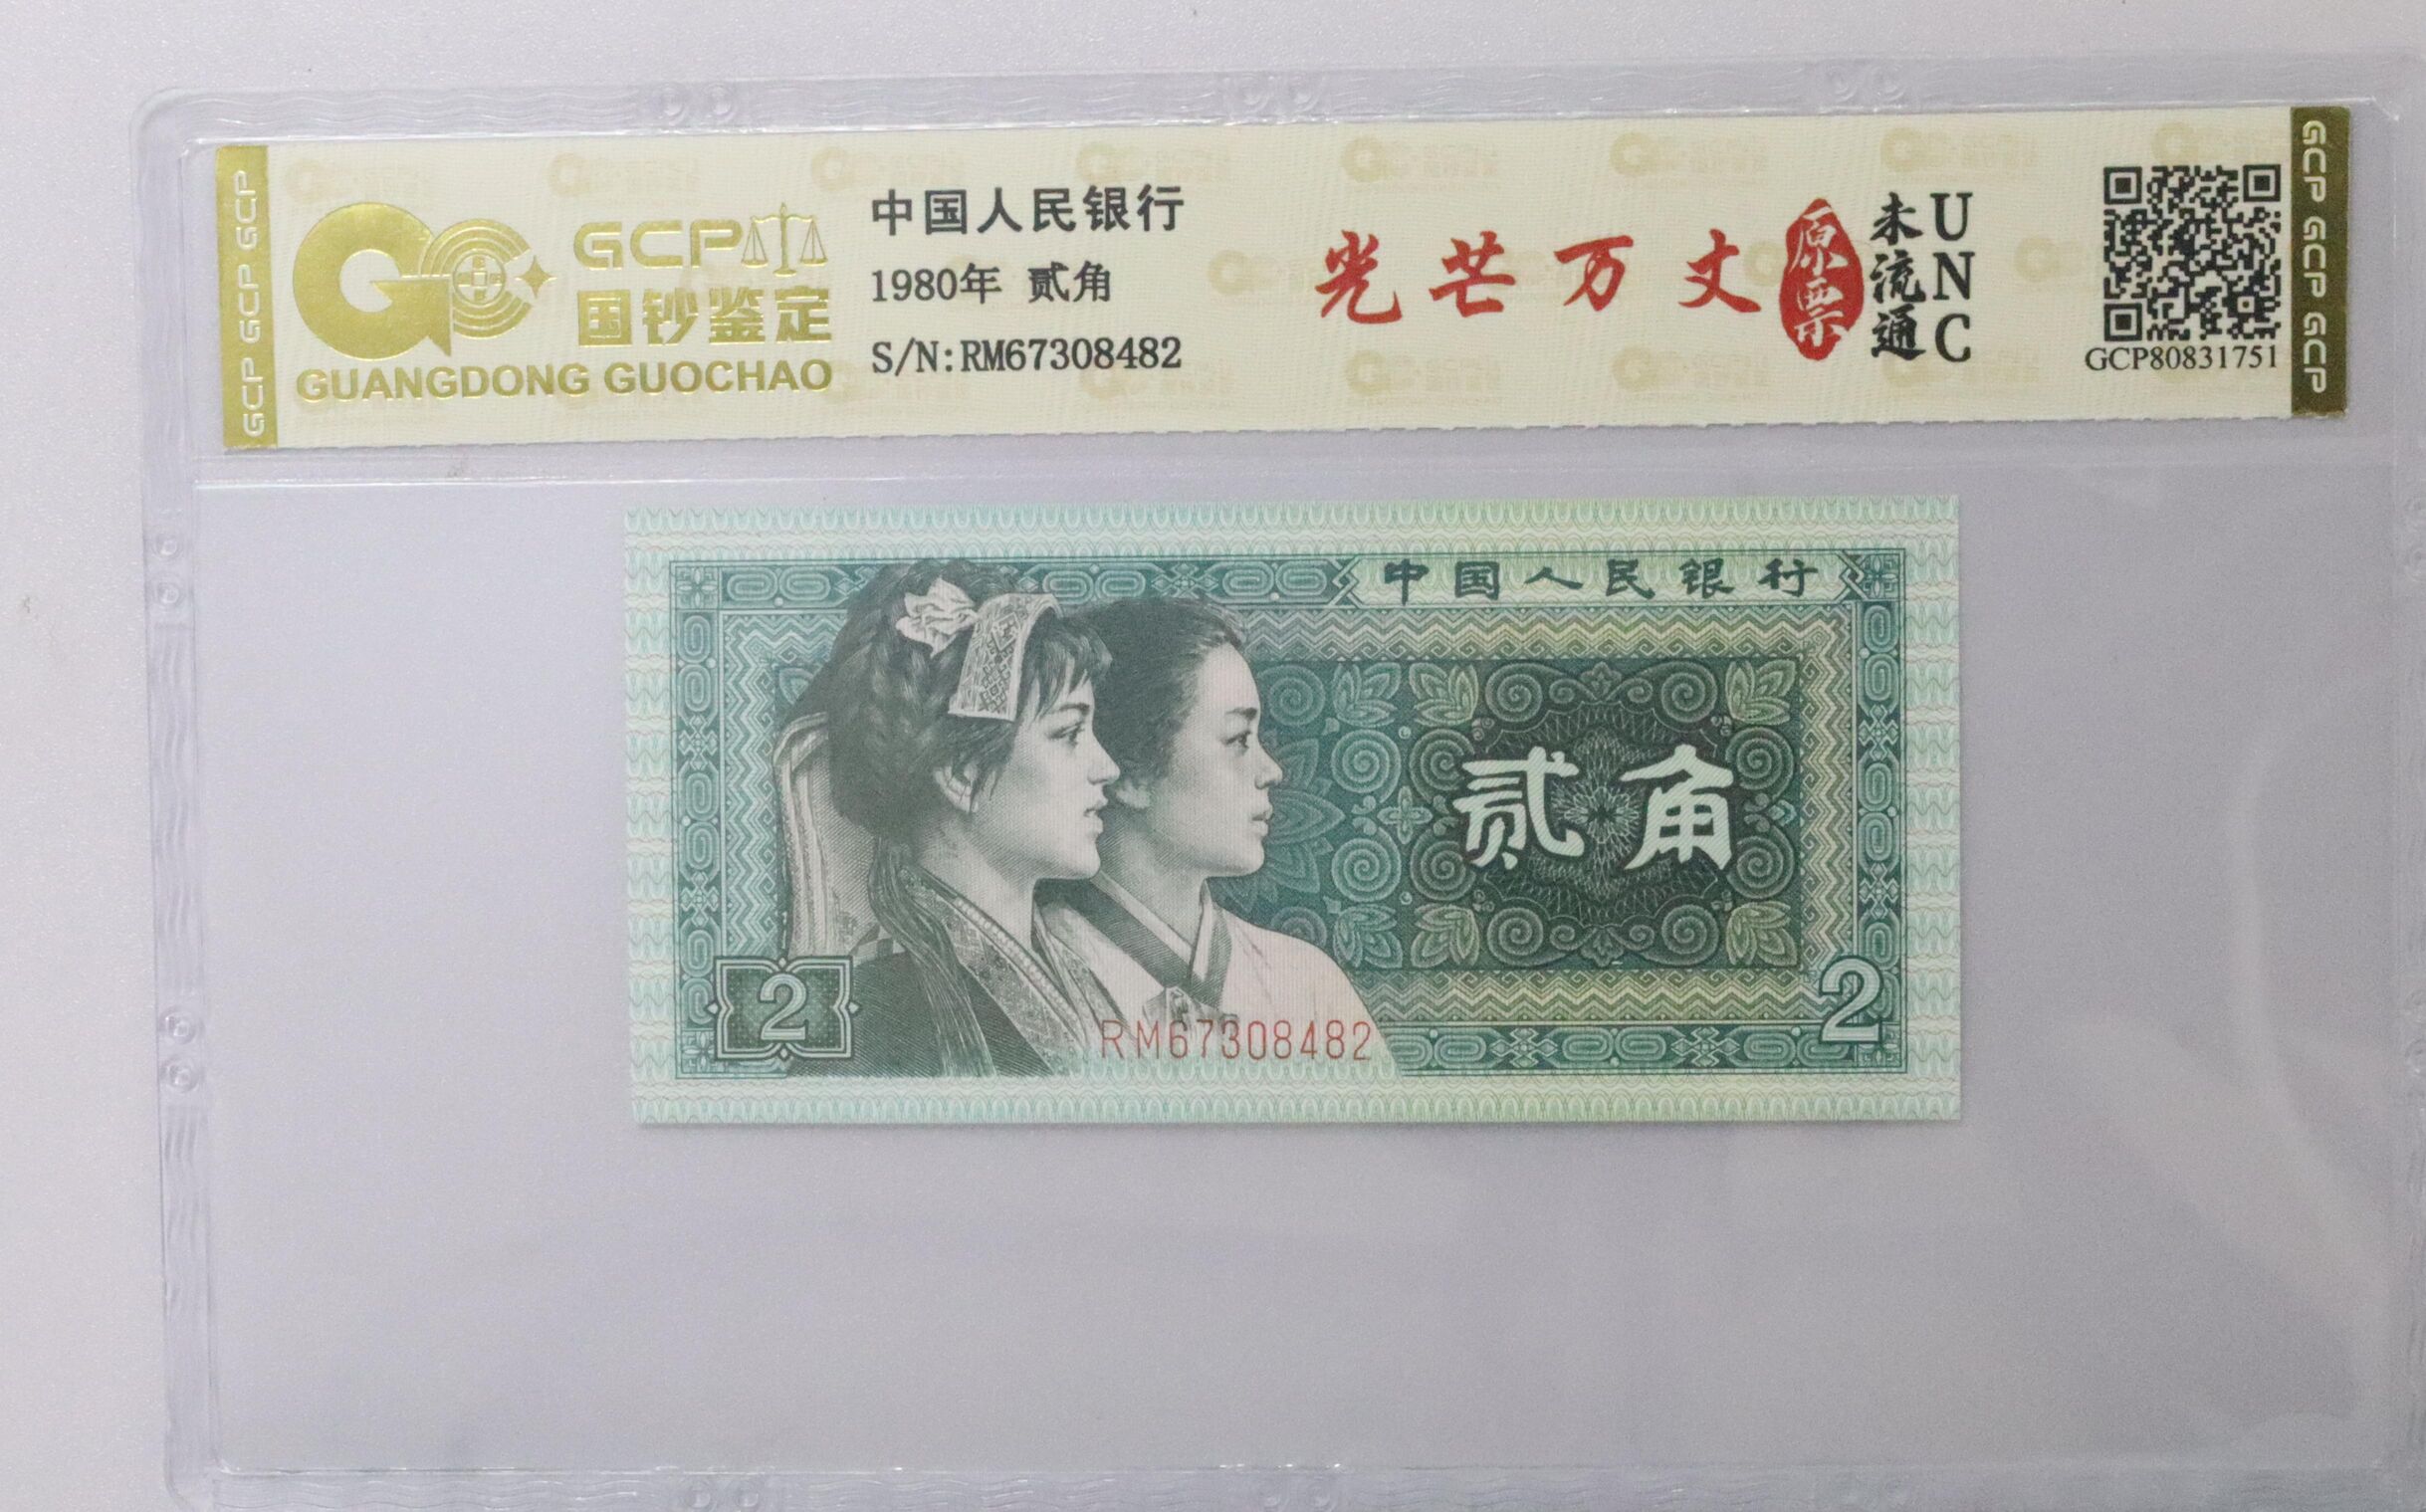 GCP GCP GCP
GCP
国钞鉴定
GUANGDONG GUOCHAO
中国人民银行
1980年 贰角
S/N:RM67308482
光芒万丈
原票
未流通
UNC
GCP80831751
GCP GCP GCP
中国人民银行
贰角
2
RM67308482
2